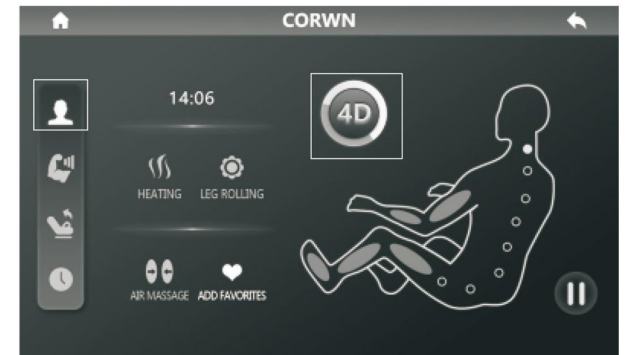 CORWN
14:06
4D
HEATING LEG ROLLING
AIR MASSAGE ADD FAVORITES